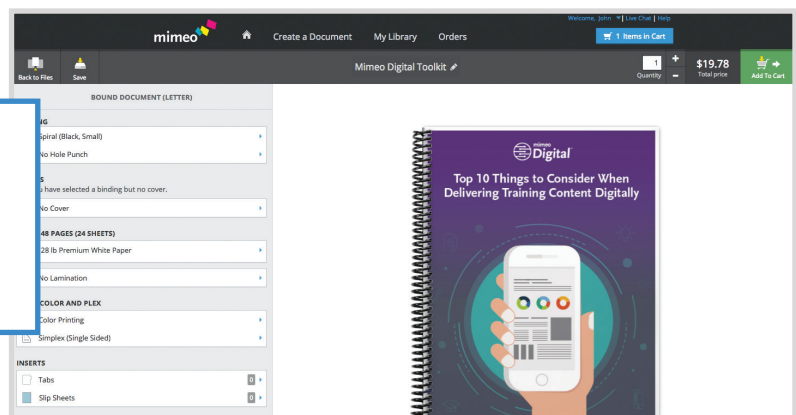 Welcome, John | Live Chat | Help
mimeo
Create a Document
My Library
Orders
1 Items in Cart
Back to Files
Save
Mimeo Digital Toolkit
1
+
Quantity
−
$19.78
Total price
Add To Cart
BOUND DOCUMENT (LETTER)
Spiral (Black, Small)
No Hole Punch
have selected a binding but no cover.
No Cover
48 PAGES (24 SHEETS)
28 lb Premium White Paper
No Lamination
COLOR AND PLEX
Color Printing
Simplex (Single Sided)
INSERTS
Tabs
0
Slip Sheets
0
mimeo
Digital
Top 10 Things to Consider When
Delivering Training Content Digitally